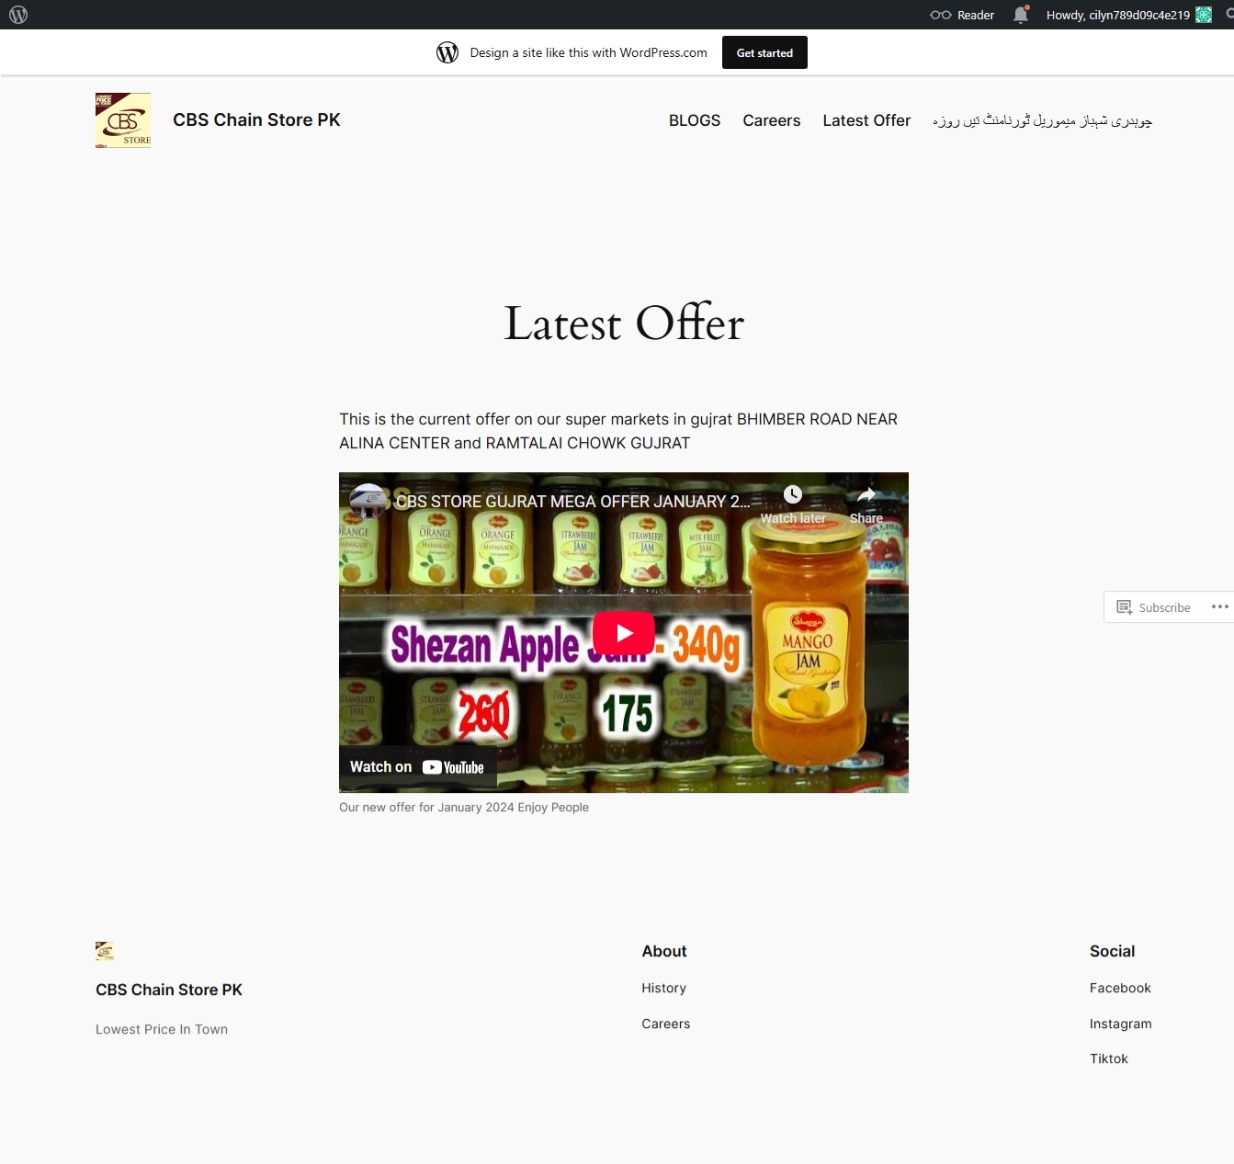 Reader
Howdy, cilyn789d09c4e219
Design a site like this with WordPress.com
Get started
CBS
STORE
CBS Chain Store PK
BLOGS
Careers
Latest Offer
چوہدری شہباز میموریل ٹورنامنٹ تیں روزہ
Latest Offer
This is the current offer on our super markets in gujrat BHIMBER ROAD NEAR
ALINA CENTER and RAMTALAI CHOWK GUJRAT
CBS STORE GUJRAT MEGA OFFER JANUARY 2...
Watch later
Share
ORANGE
ORANGE
ORANGE
STRAWBERRY
JAM
STRAWBERRY
JAM
MIX FRUIT
JAM
Shezan Apple
- 340g
MANGO
JAM
260
175
Watch on YouTube
Our new offer for January 2024 Enjoy People
Subscribe
CBS Chain Store PK
Lowest Price In Town
About
History
Careers
Social
Facebook
Instagram
Tiktok